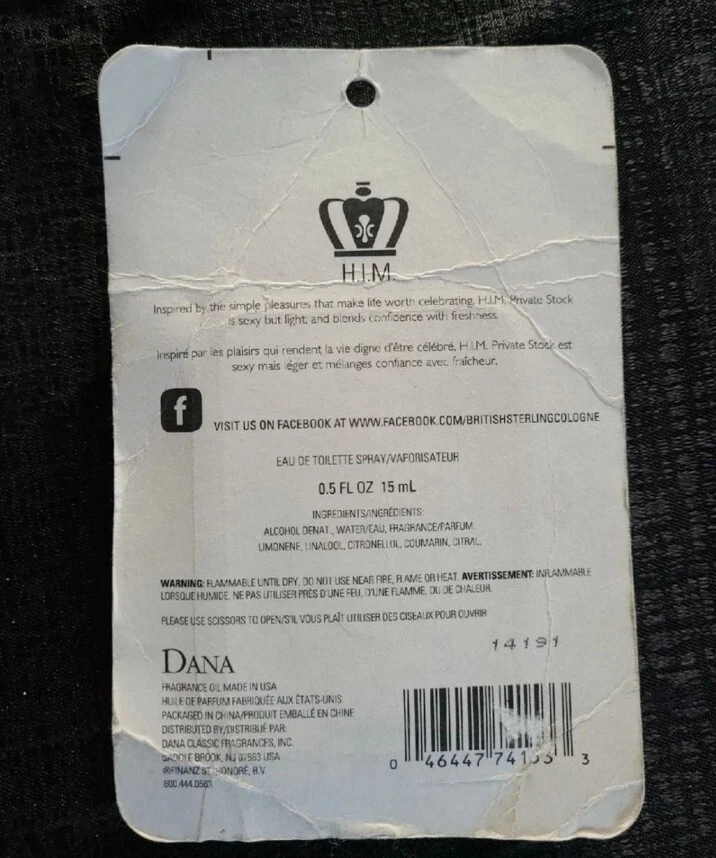 H.I.M.
Inspired by the simple pleasures that make life worth celebrating, H.I.M. Private Stock
is sexy but light, and blends confidence with freshness.
Inspiré par les plaisirs qui rendent la vie digne d'être célébré, H.I.M. Private Stock est
sexy mais léger et mélanges confiance avec fraîcheur.
f
VISIT US ON FACEBOOK AT WWW.FACEBOOK.COM/BRITISHSTERLINGCOLOGNE
EAU DE TOILETTE SPRAY/VAPORISATEUR
0.5 FL OZ 15 mL
INGREDIENTS/INGRÉDIENTS:
ALCOHOL DENAT., WATER/EAU, FRAGRANCE/PARFUM.
LIMONENE, LINALOOL, CITRONELLOL, COUMARIN, CITRAL.
WARNING: FLAMMABLE UNTIL DRY. DO NOT USE NEAR FIRE, FLAME OR HEAT. AVERTISSEMENT: INFLAMMABLE
LORSQUE HUMIDE. NE PAS UTILISER PRÈS D'UNE FEU, D'UNE FLAMME, OU DE CHALEUR.
PLEASE USE SCISSORS TO OPEN/S'IL VOUS PLAÎT UTILISER DES CISEAUX POUR OUVRIR
14191
DANA
FRAGRANCE OIL MADE IN USA
HUILE DE PARFUM FABRIQUÉE AUX ÉTATS-UNIS
PACKAGED IN CHINA/PRODUIT EMBALLÉ EN CHINE
DISTRIBUTED BY/DISTRIBUÉ PAR:
DANA CLASSIC FRAGRANCES, INC.
SADDLE BROOK, NJ 07663 USA
®FINANZ ST. HONORÉ, B.V.
800.444.0583
0 46447 3